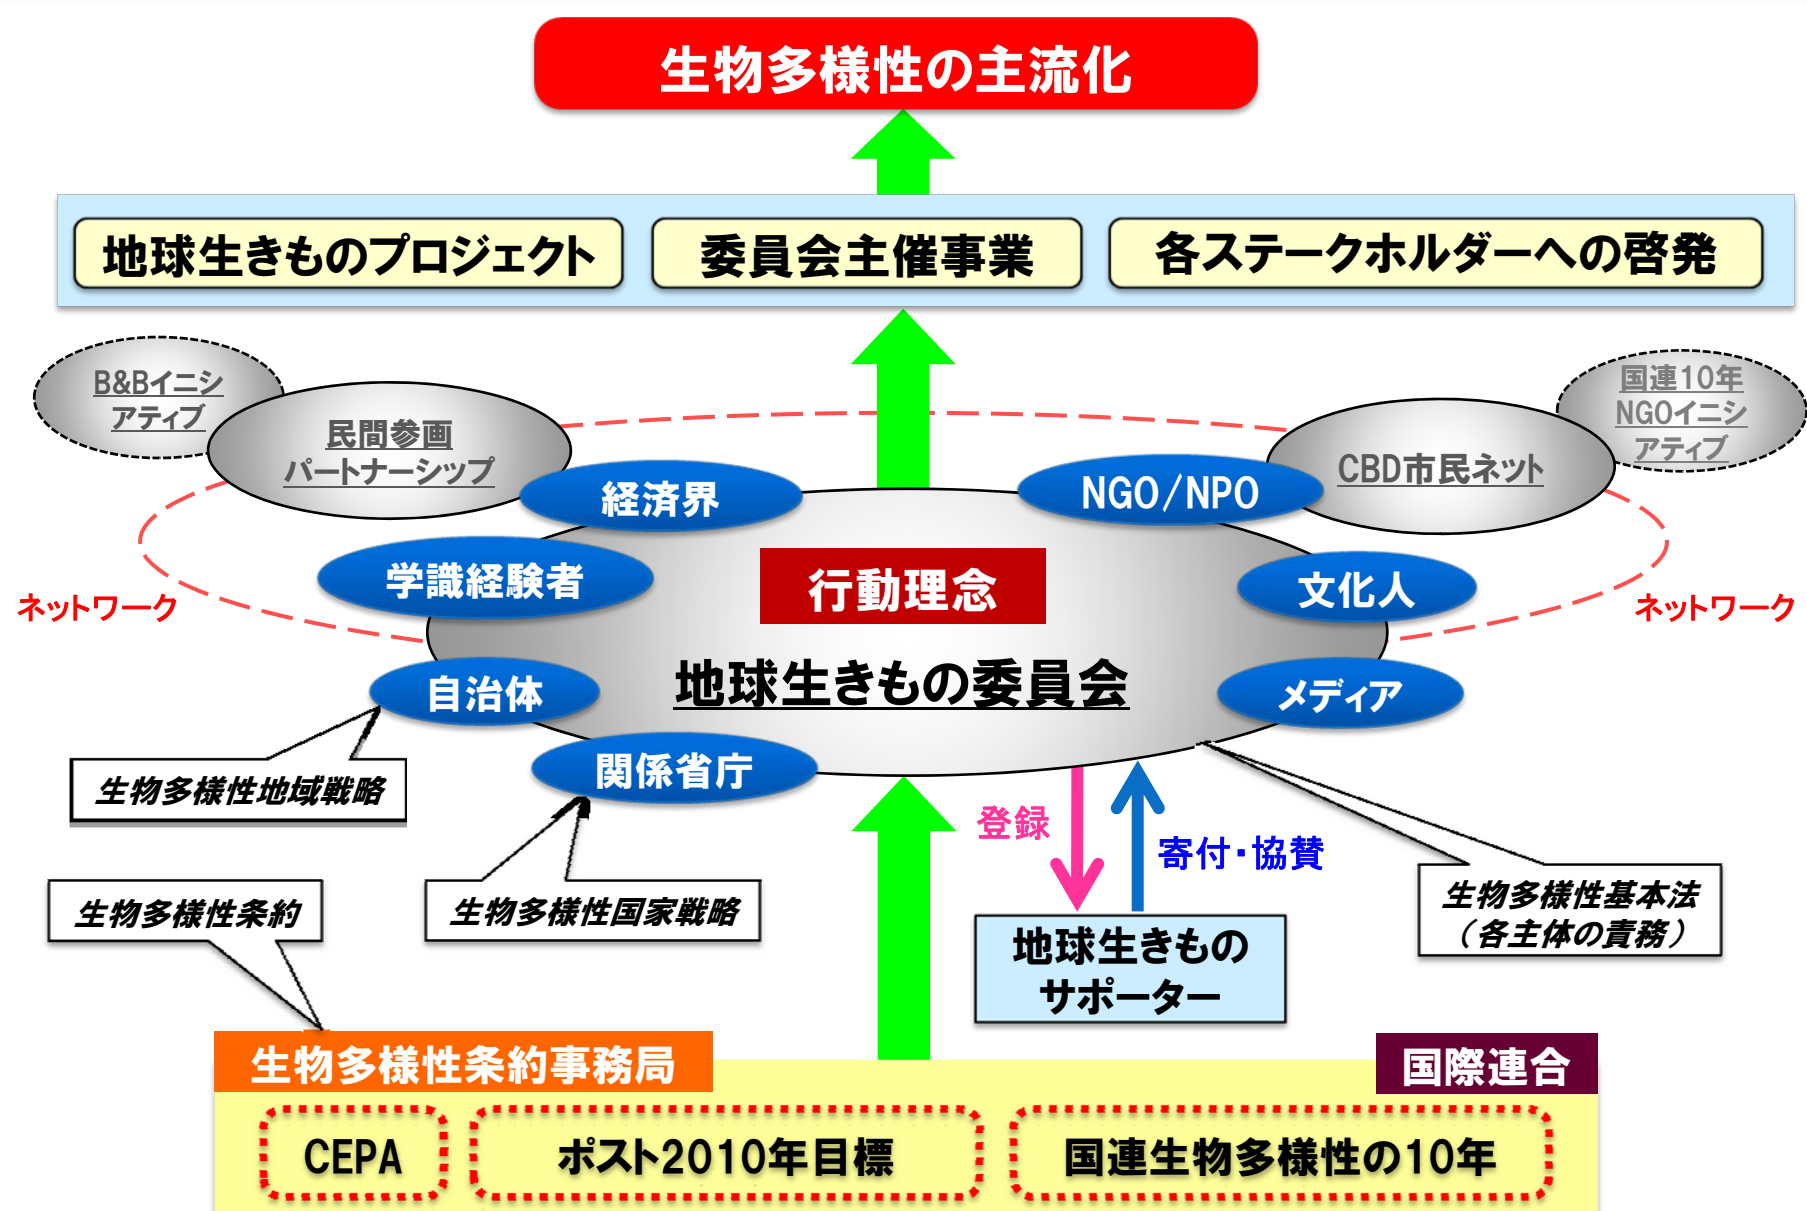 生物多様性の主流化
地球生きものプロジェクト
委員会主催事業
各ステークホルダーへの啓発
B&Bイニシ
アティブ
民間参画
パートナーシップ
国連10年
NGOイニシ
アティブ
CBD市民ネット
経済界
NGO/NPO
学識経験者
行動理念
文化人
ネットワーク
ネットワーク
地球生きもの委員会
自治体
メディア
関係省庁
生物多様性地域戦略
登録
寄付・協賛
生物多様性条約
生物多様性国家戦略
生物多様性基本法
（各主体の責務）
地球生きもの
サポーター
生物多様性条約事務局
国際連合
CEPA
ポスト2010年目標
国連生物多様性の10年